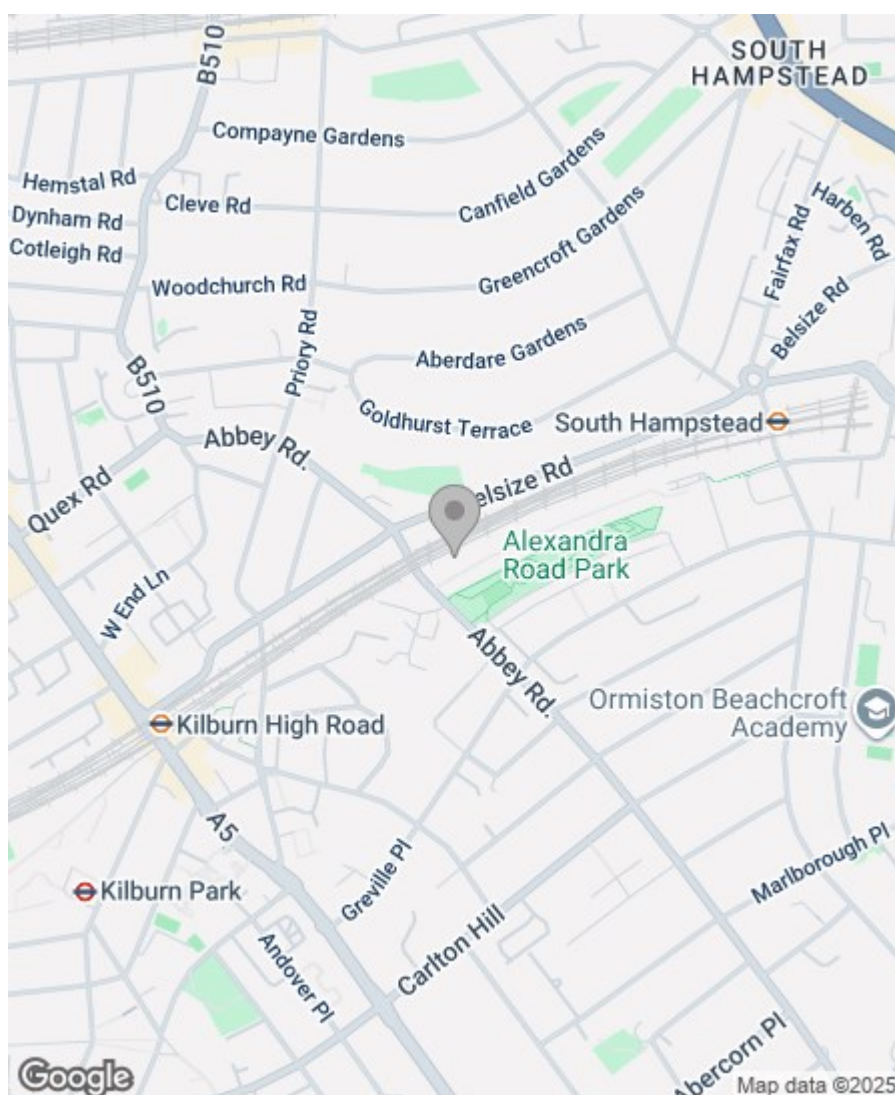 SOUTH
HAMPSTEAD
B510
Compayne Gardens
Hemstal Rd
Cleve Rd
Canfield Gardens
Dynham Rd
Cotleigh Rd
Harben Rd
Fairfax Rd
Greencroft Gardens
Woodchurch Rd
Belsize Rd
Priory Rd
Aberdare Gardens
B510
Goldhurst Terrace
South Hampstead
Abbey Rd.
elsize Rd
Quex Rd
Alexandra
Road Park
W End Ln
Abbey Rd.
Ormiston Beachcroft
Academy
Kilburn High Road
A5
Marlborough Pl
Greville Pl
Kilburn Park
Carlton Hill
Andover Pl
Abercorn Pl
Google
Map data ©2025